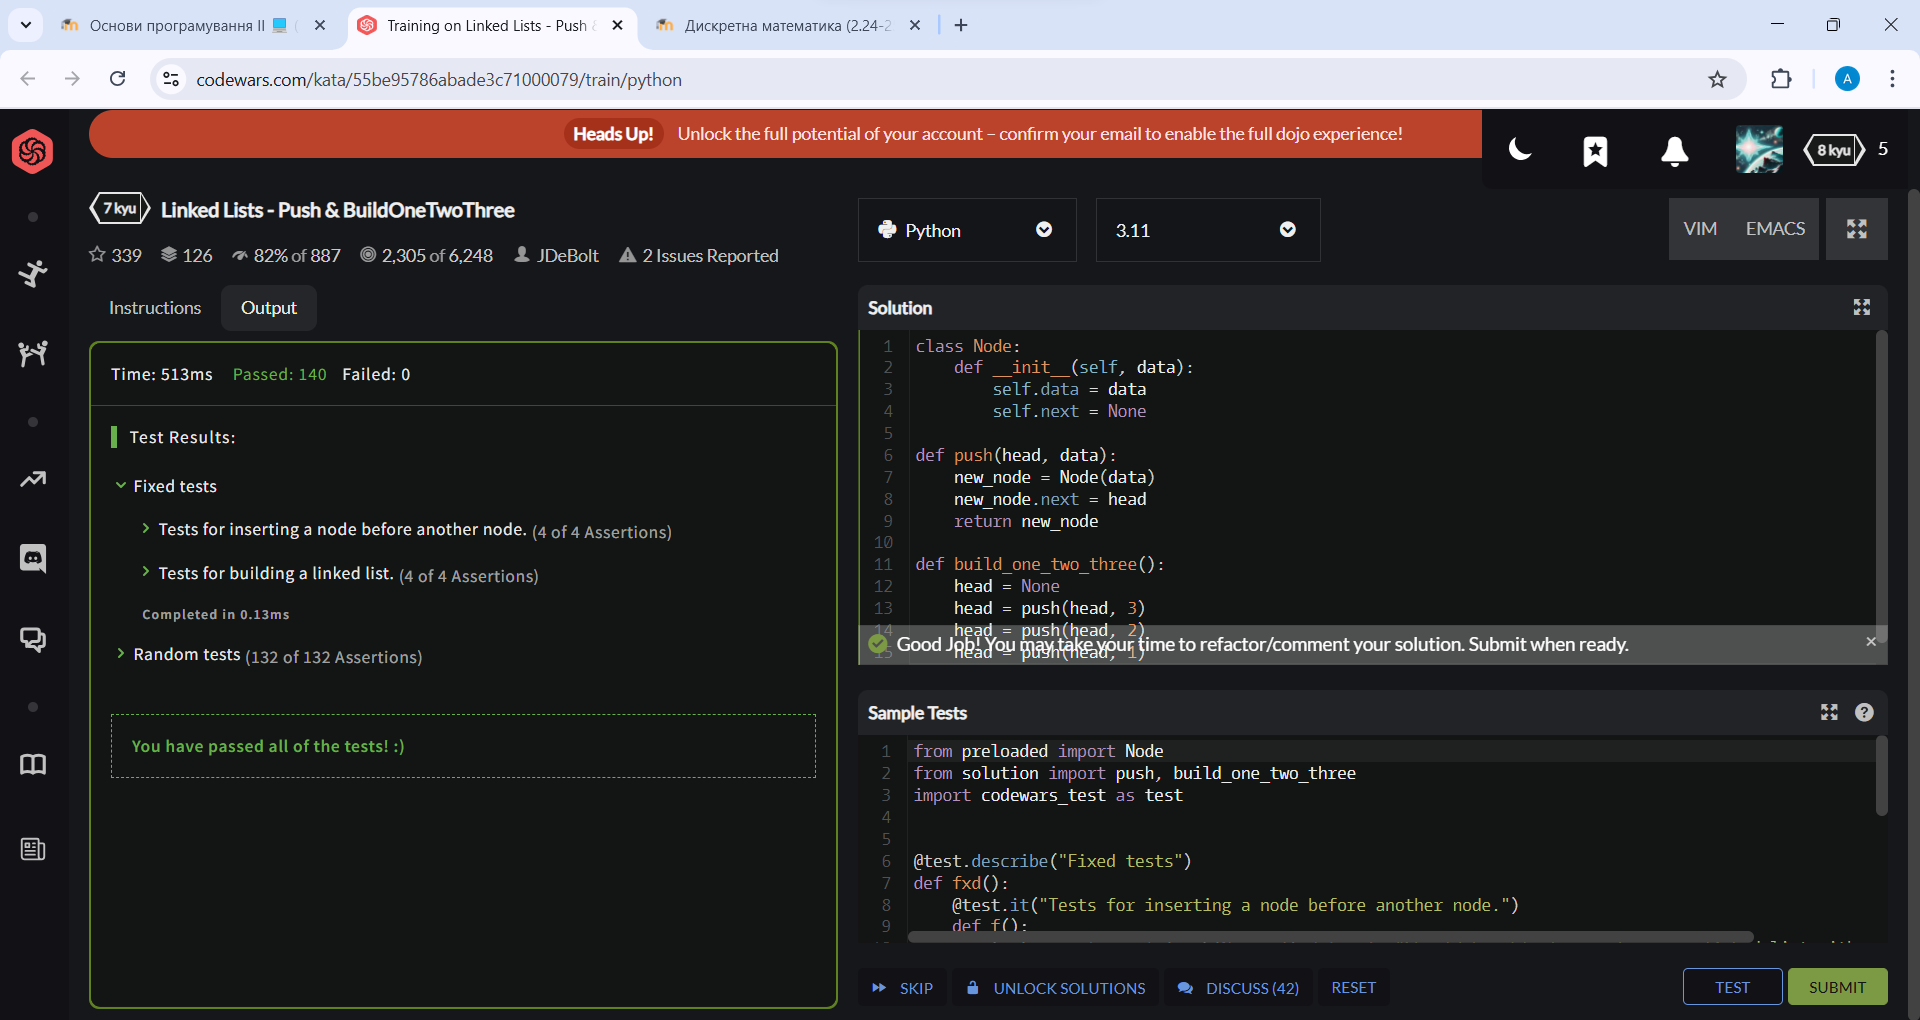 Основи програмування II
Training on Linked Lists - Push
Дискретна математика (2.24-2
codewars.com/kata/55be95786abade3c71000079/train/python
A
Heads Up! Unlock the full potential of your account – confirm your email to enable the full dojo experience!
8 kyu 5
7 kyu Linked Lists - Push & BuildOneTwoThree
339 126 82% of 887 2,305 of 6,248 JDeBolt 2 Issues Reported
Python 3.11 VIM EMACS
Instructions Output
Time: 513ms Passed: 140 Failed: 0
Test Results:
Fixed tests
Tests for inserting a node before another node. (4 of 4 Assertions)
Tests for building a linked list. (4 of 4 Assertions)
Completed in 0.13ms
Random tests (132 of 132 Assertions)
You have passed all of the tests! :)
Solution
1 class Node:
2 def __init__(self, data):
3 self.data = data
4 self.next = None
5
6 def push(head, data):
7 new_node = Node(data)
8 new_node.next = head
9 return new_node
10
11 def build_one_two_three():
12 head = None
13 head = push(head, 3)
14 head = push(head, 2)
15 head = push(head, 1)
Good Job! You may take your time to refactor/comment your solution. Submit when ready.
Sample Tests
1 from preloaded import Node
2 from solution import push, build_one_two_three
3 import codewars_test as test
4
5
6 @test.describe("Fixed tests")
7 def fxd():
8 @test.it("Tests for inserting a node before another node.")
9 def f():
SKIP UNLOCK SOLUTIONS DISCUSS (42) RESET TEST SUBMIT